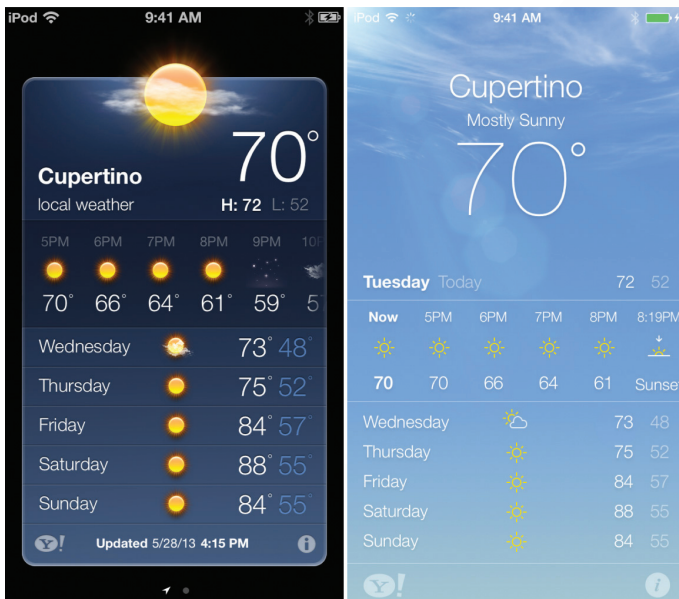 iPod 9:41 AM
70°
Cupertino
local weather H: 72 L: 52
5PM 6PM 7PM 8PM 9PM
70° 66° 64° 61° 59° 5
Wednesday 73° 48°
Thursday 75° 52°
Friday 84° 57°
Saturday 88° 55°
Sunday 84° 55°
Y! Updated 5/28/13 4:15 PM i
iPod 9:41 AM
Cupertino
Mostly Sunny
70°
Tuesday Today 72 52
Now 5PM 6PM 7PM 8PM 8:19PM
70 70 66 64 61 Sunset
Wednesday 73 48
Thursday 75 52
Friday 84 57
Saturday 88 55
Sunday 84 55
Y! i